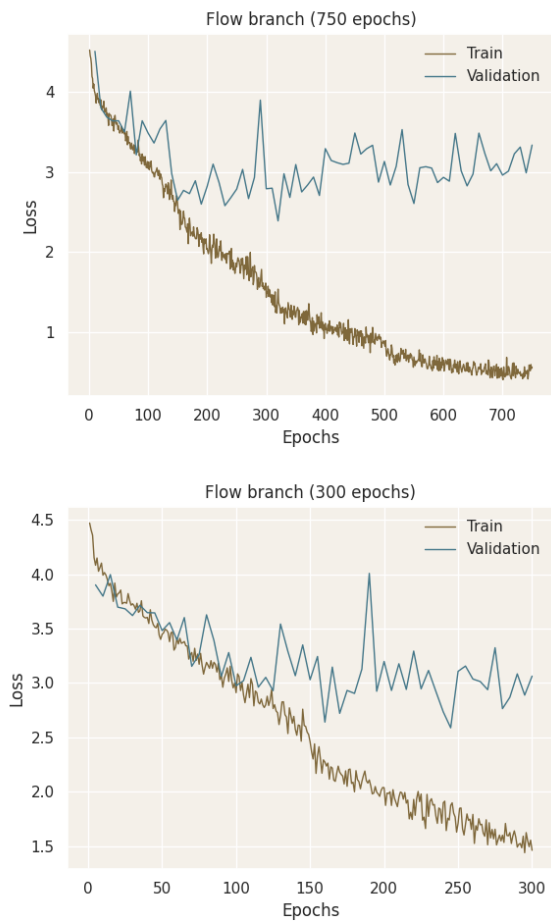 Flow branch (750 epochs)
Train
Validation
4
3
2
1
Loss
0 100 200 300 400 500 600 700
Epochs
Flow branch (300 epochs)
Train
Validation
4.5
4.0
3.5
3.0
2.5
2.0
1.5
Loss
0 50 100 150 200 250 300
Epochs